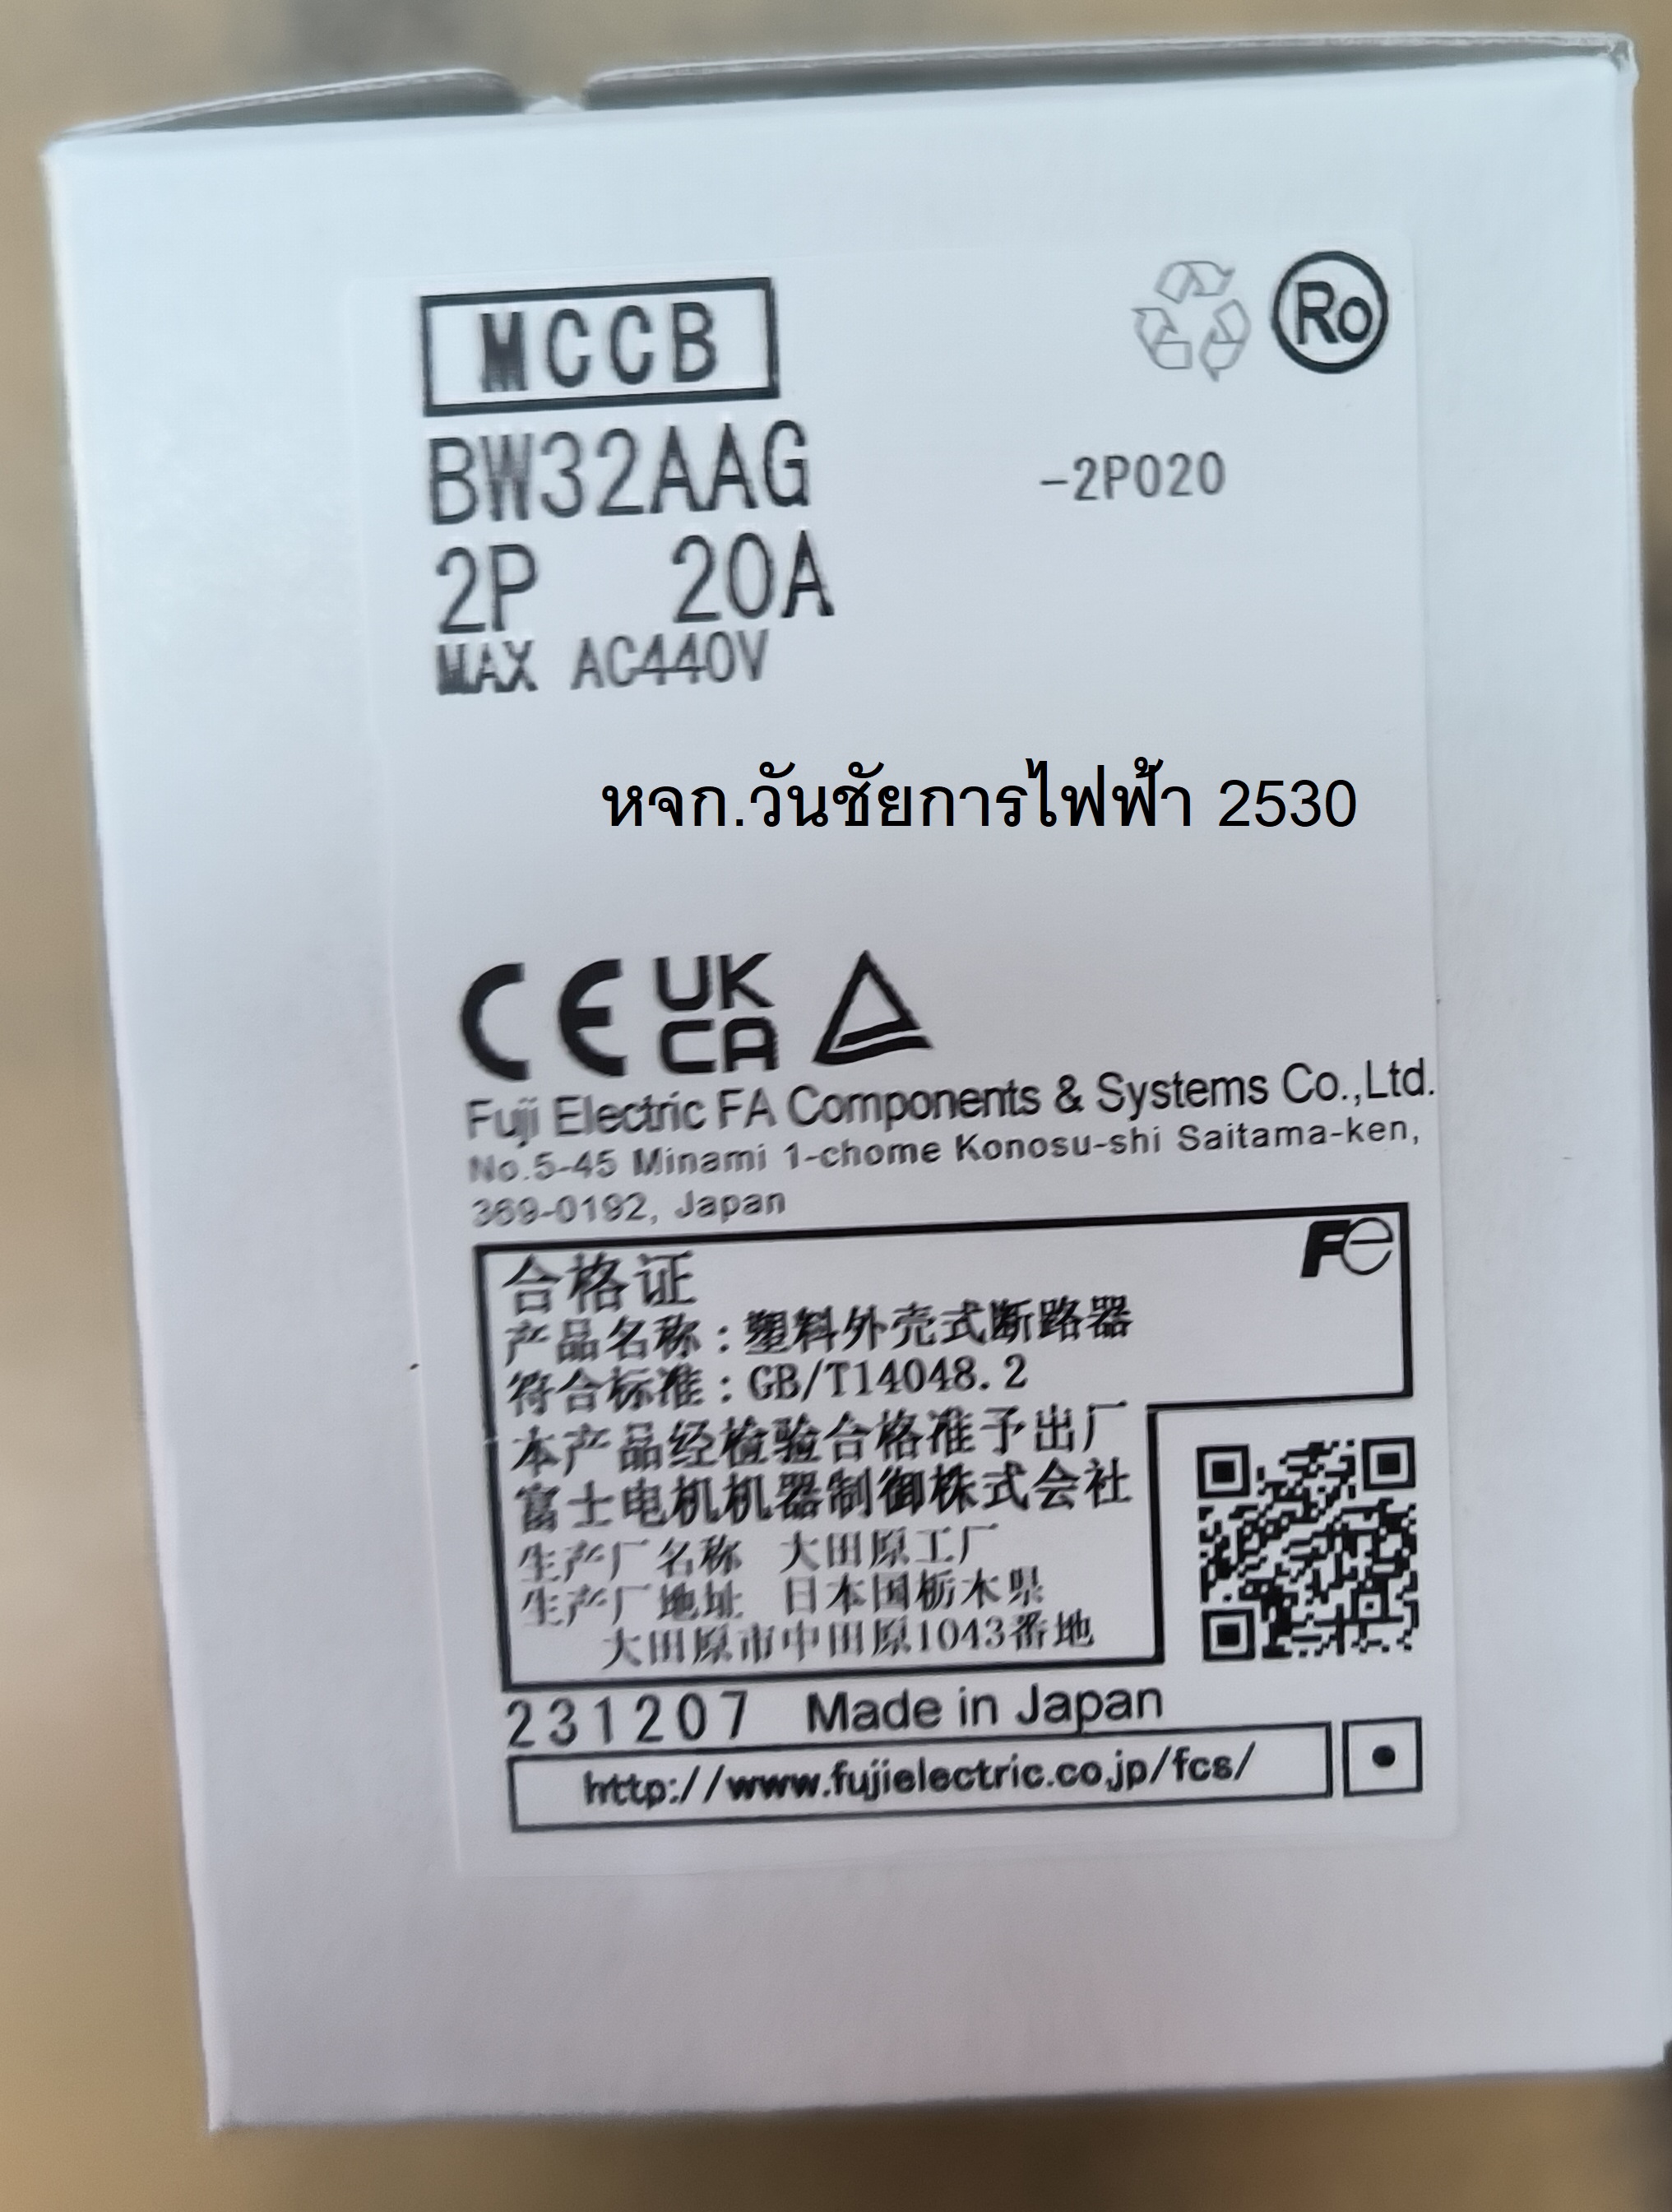 MCCB
Ro
BW32AAG -2P020
2P 20A
MAX AC440V
หจก.วันชัยการไฟฟ้า 2530
CE UK CA
Fuji Electric FA Components & Systems Co.,Ltd.
No.5-45 Minami 1-chome Konosu-shi Saitama-ken,
369-0192, Japan
Fe
合格证
产品名称:塑料外壳式断路器
符合标准:GB/T14048.2
本产品经检验合格准予出厂
富士电机机器制御株式会社
生产厂名称 大田原工厂
生产厂地址 日本国栃木県
大田原市中田原1043番地
231207 Made in Japan
http://www.fujielectric.co.jp/fcs/